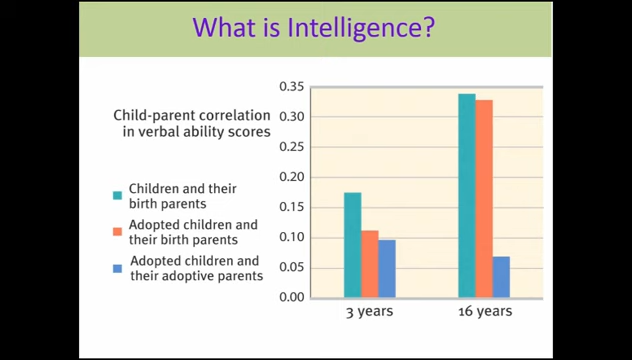 What is Intelligence?
Child-parent correlation
in verbal ability scores
Children and their
birth parents
Adopted children and
their birth parents
Adopted children and
their adoptive parents
0.35
0.30
0.25
0.20
0.15
0.10
0.05
0.00
3 years 16 years